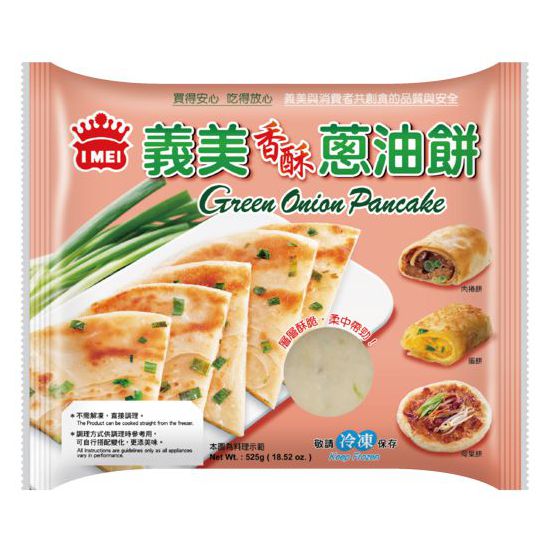 買得安心 吃得放心 義美與消費者共創食的品質與安全
I MEI
義美香酥蔥油餅
Green Onion Pancake
肉捲餅
層層酥脆，柔中帶勁！
蛋餅
＊不需解凍，直接調理。
The Product can be cooked straight from the freezer.
＊調理方式供調理時參考用，
可自行搭配變化，更添美味。
All Instructions are guidelines only as all appliances
vary in performance.
本圖為料理示範
Net Wt. : 525g ( 18.52 oz. )
敬請冷凍保存
Keep Frozen